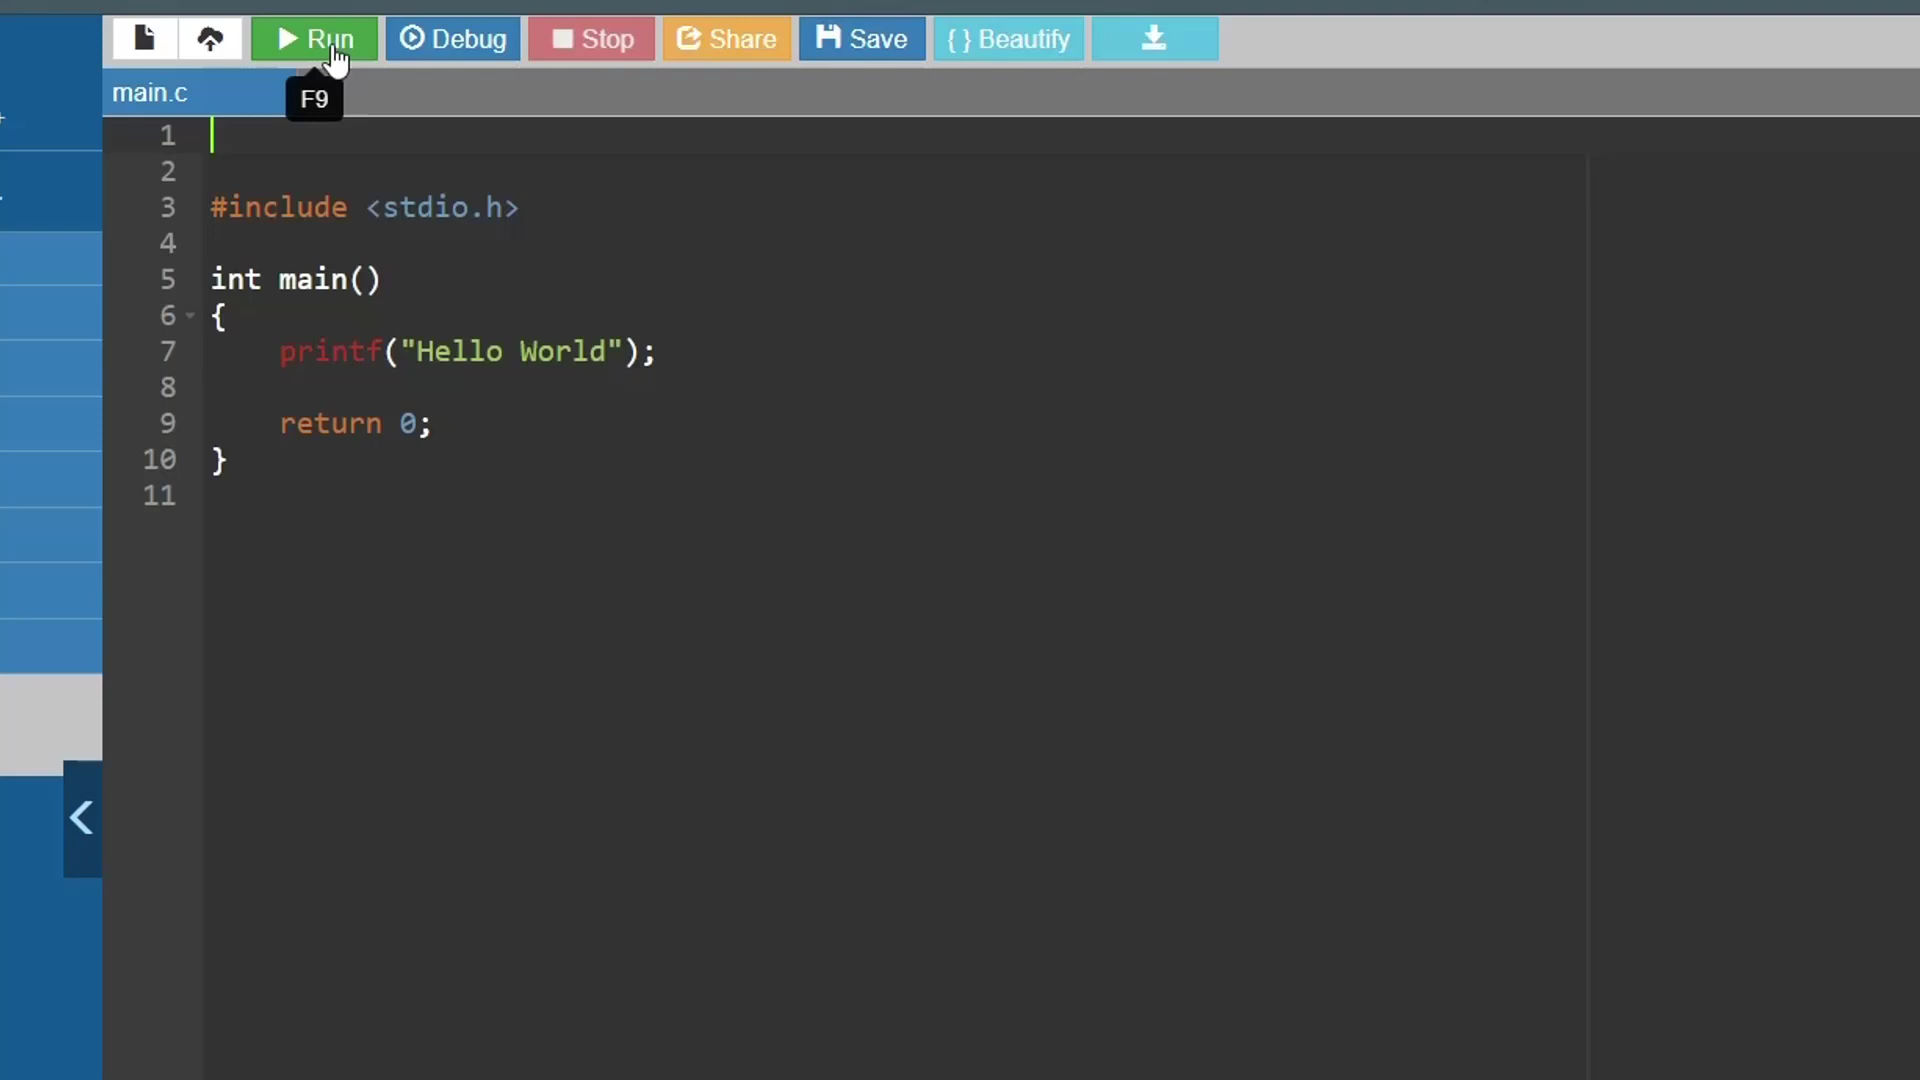 Run Debug Stop Share Save { } Beautify
main.c
F9
1
2
3 #include <stdio.h>
4
5 int main()
6 {
7     printf("Hello World");
8
9     return 0;
10 }
11